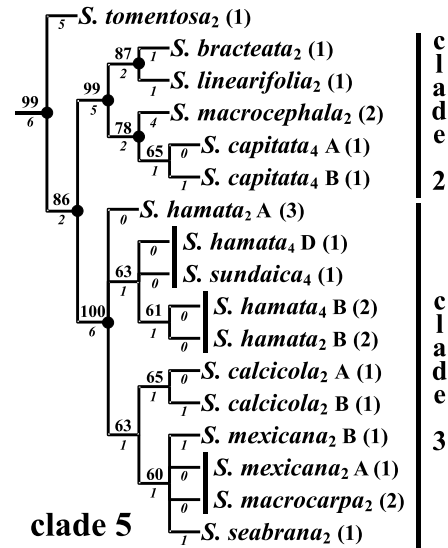 S. tomentosa2 (1)
5
99
6
87
2
S. bracteata2 (1)
1
S. linearifolia2 (1)
1
99
5
78
2
S. macrocephala2 (2)
4
65
1
S. capitata4 A (1)
0
S. capitata4 B (1)
1
clade 2
86
2
S. hamata2 A (3)
0
S. hamata4 D (1)
0
63
1
S. sundaica4 (1)
0
61
1
S. hamata4 B (2)
0
S. hamata2 B (2)
0
100
6
65
1
S. calcicola2 A (1)
0
S. calcicola2 B (1)
1
63
1
S. mexicana2 B (1)
1
60
1
S. mexicana2 A (1)
0
S. macrocarpa2 (2)
0
S. seabrana2 (1)
1
clade 3
clade 5